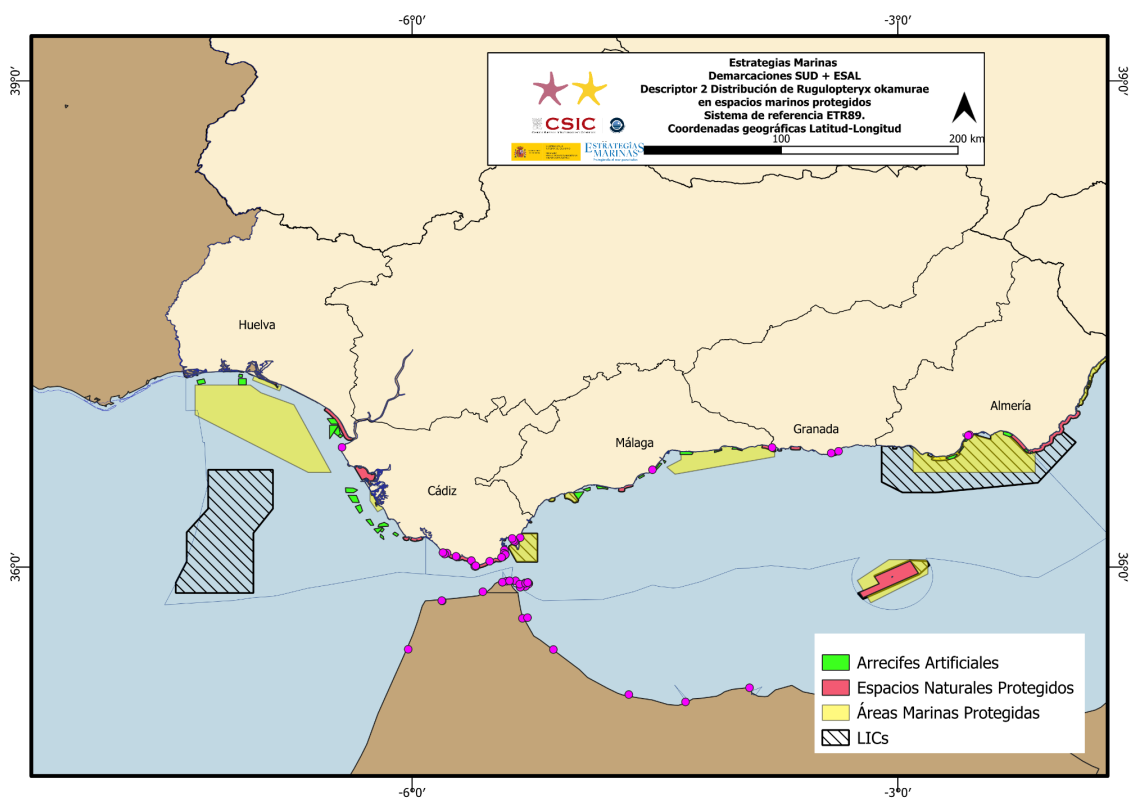 -6°0'
-3°0'
39°0'
39°0'
Estrategias Marinas
Demarcaciones SUD + ESAL
Descriptor 2 Distribución de Rugulopteryx okamurae
en espacios marinos protegidos
Sistema de referencia ETR89.
Coordenadas geográficas Latitud-Longitud
CSIC
ESTRATEGIAS
MARINAS
100
200 km
Huelva
Almería
Granada
Málaga
Cádiz
36°0'
36°0'
Arrecifes Artificiales
Espacios Naturales Protegidos
Áreas Marinas Protegidas
LICs
-6°0'
-3°0'